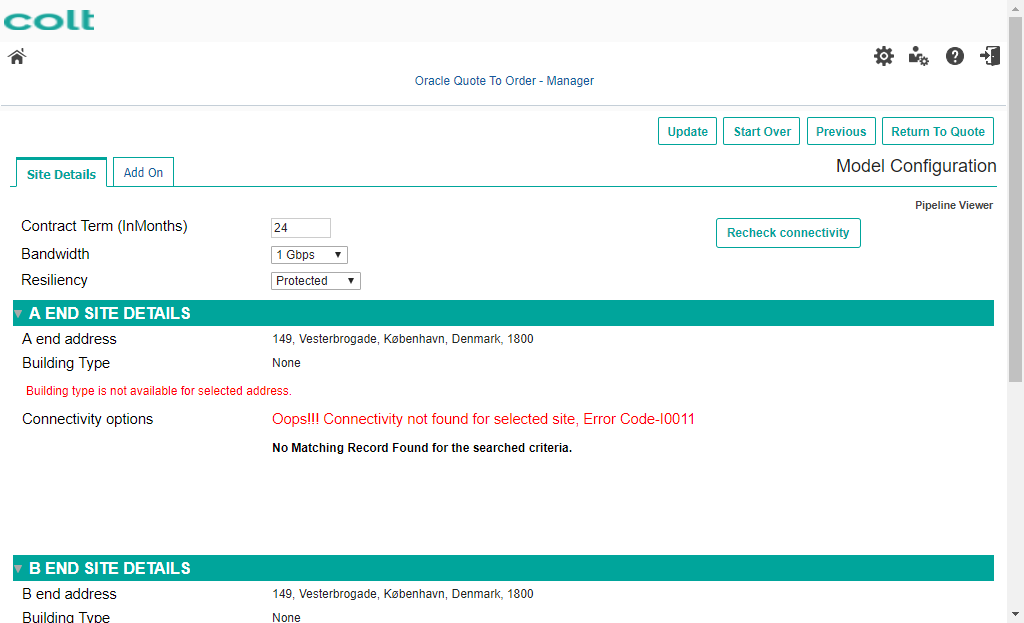 colt
Oracle Quote To Order - Manager
Update
Start Over
Previous
Return To Quote
Site Details
Add On
Model Configuration
Pipeline Viewer
Contract Term (InMonths)
24
Recheck connectivity
Bandwidth
1 Gbps
Resiliency
Protected
A END SITE DETAILS
A end address
149, Vesterbrogade, København, Denmark, 1800
Building Type
None
Building type is not available for selected address.
Connectivity options
Oops!!! Connectivity not found for selected site, Error Code-I0011
No Matching Record Found for the searched criteria.
B END SITE DETAILS
B end address
149, Vesterbrogade, København, Denmark, 1800
Building Type
None